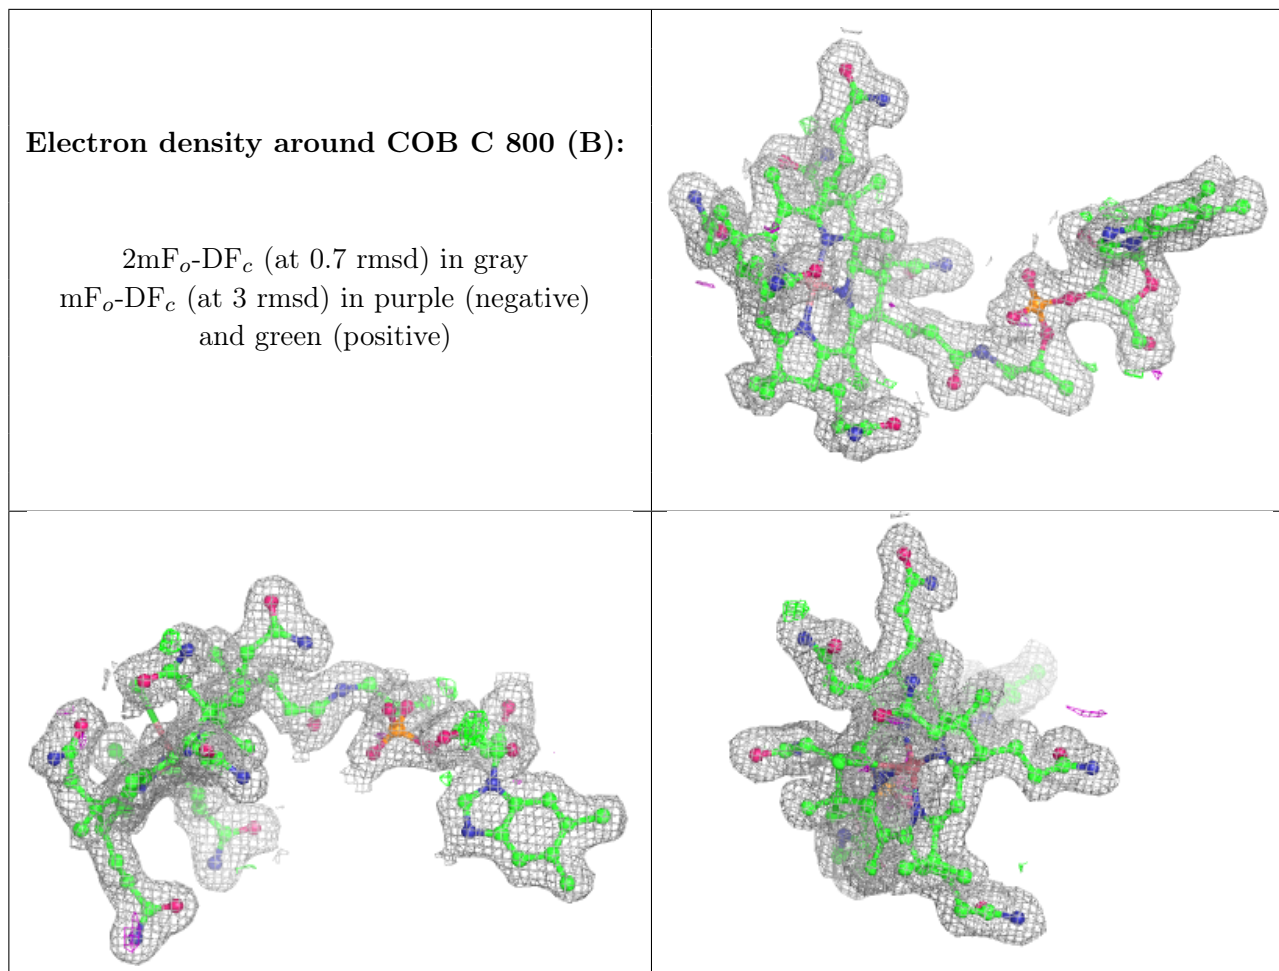 Electron density around COB C 800 (B):
2mFₒ-DF𝒸 (at 0.7 rmsd) in gray
mFₒ-DF𝒸 (at 3 rmsd) in purple (negative)
and green (positive)